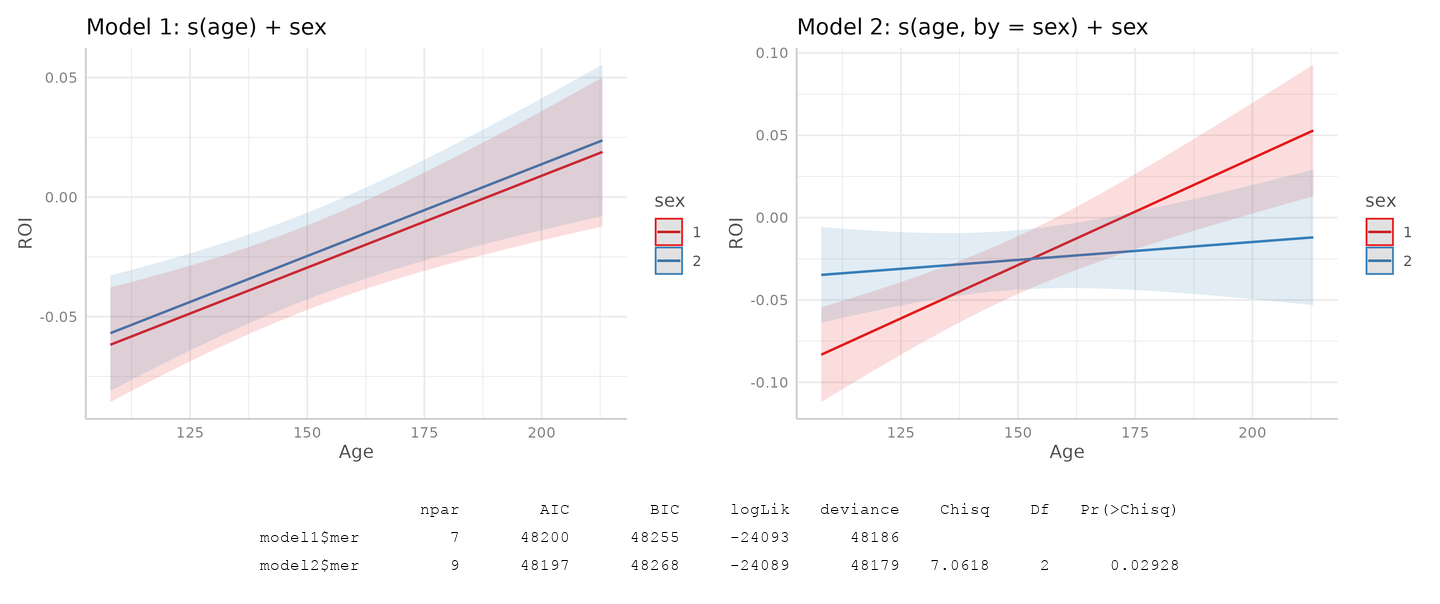 Model 1: s(age) + sex
0.05
0.00
-0.05
ROI
125 150 175 200
Age
sex
1
2
Model 2: s(age, by = sex) + sex
0.10
0.05
0.00
-0.05
-0.10
ROI
125 150 175 200
Age
sex
1
2
npar AIC BIC logLik deviance Chisq Df Pr(>Chisq)
model1$mer 7 48200 48255 -24093 48186
model2$mer 9 48197 48268 -24089 48179 7.0618 2 0.02928